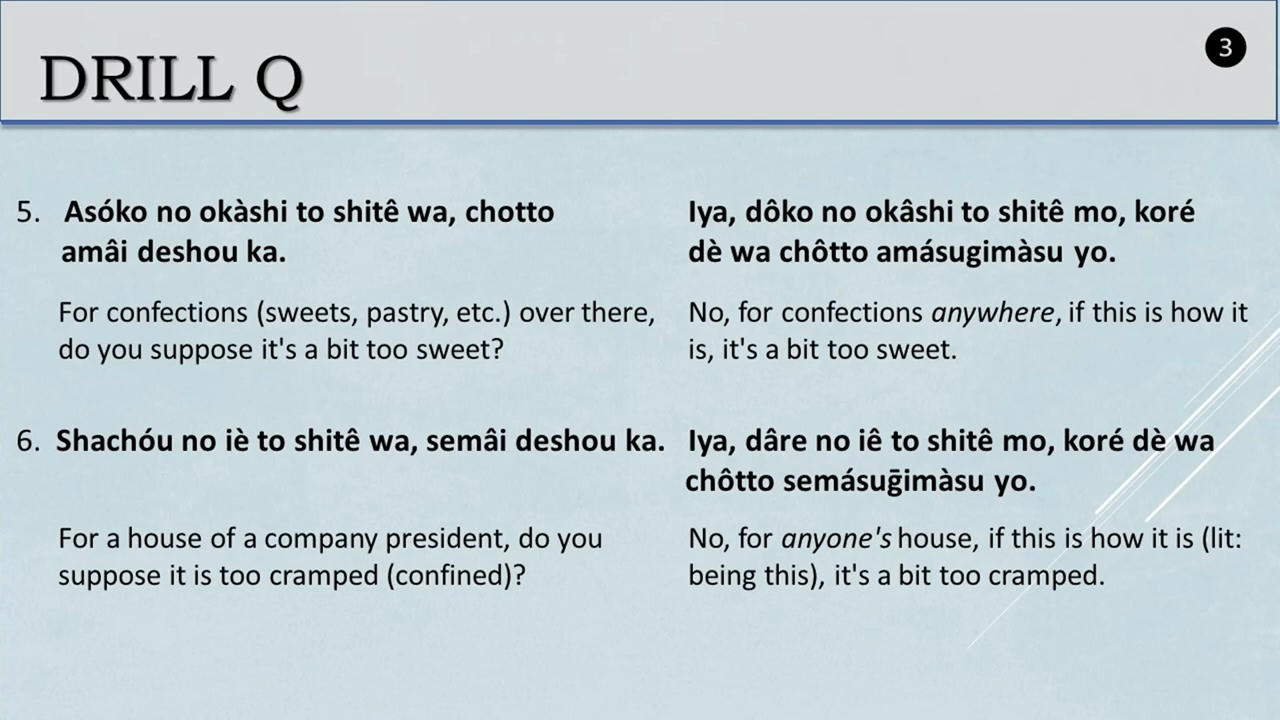 DRILL Q
3
5. Asóko no okàshi to shitê wa, chotto
amâi deshou ka.
Iya, dôko no okâshi to shitê mo, koré
dè wa chôtto amásugimàsu yo.
For confections (sweets, pastry, etc.) over there,
do you suppose it's a bit too sweet?
No, for confections anywhere, if this is how it
is, it's a bit too sweet.
6. Shachóu no iè to shitê wa, semâi deshou ka.
Iya, dâre no iê to shitê mo, koré dè wa
chôtto semásuḡimàsu yo.
For a house of a company president, do you
suppose it is too cramped (confined)?
No, for anyone's house, if this is how it is (lit:
being this), it's a bit too cramped.